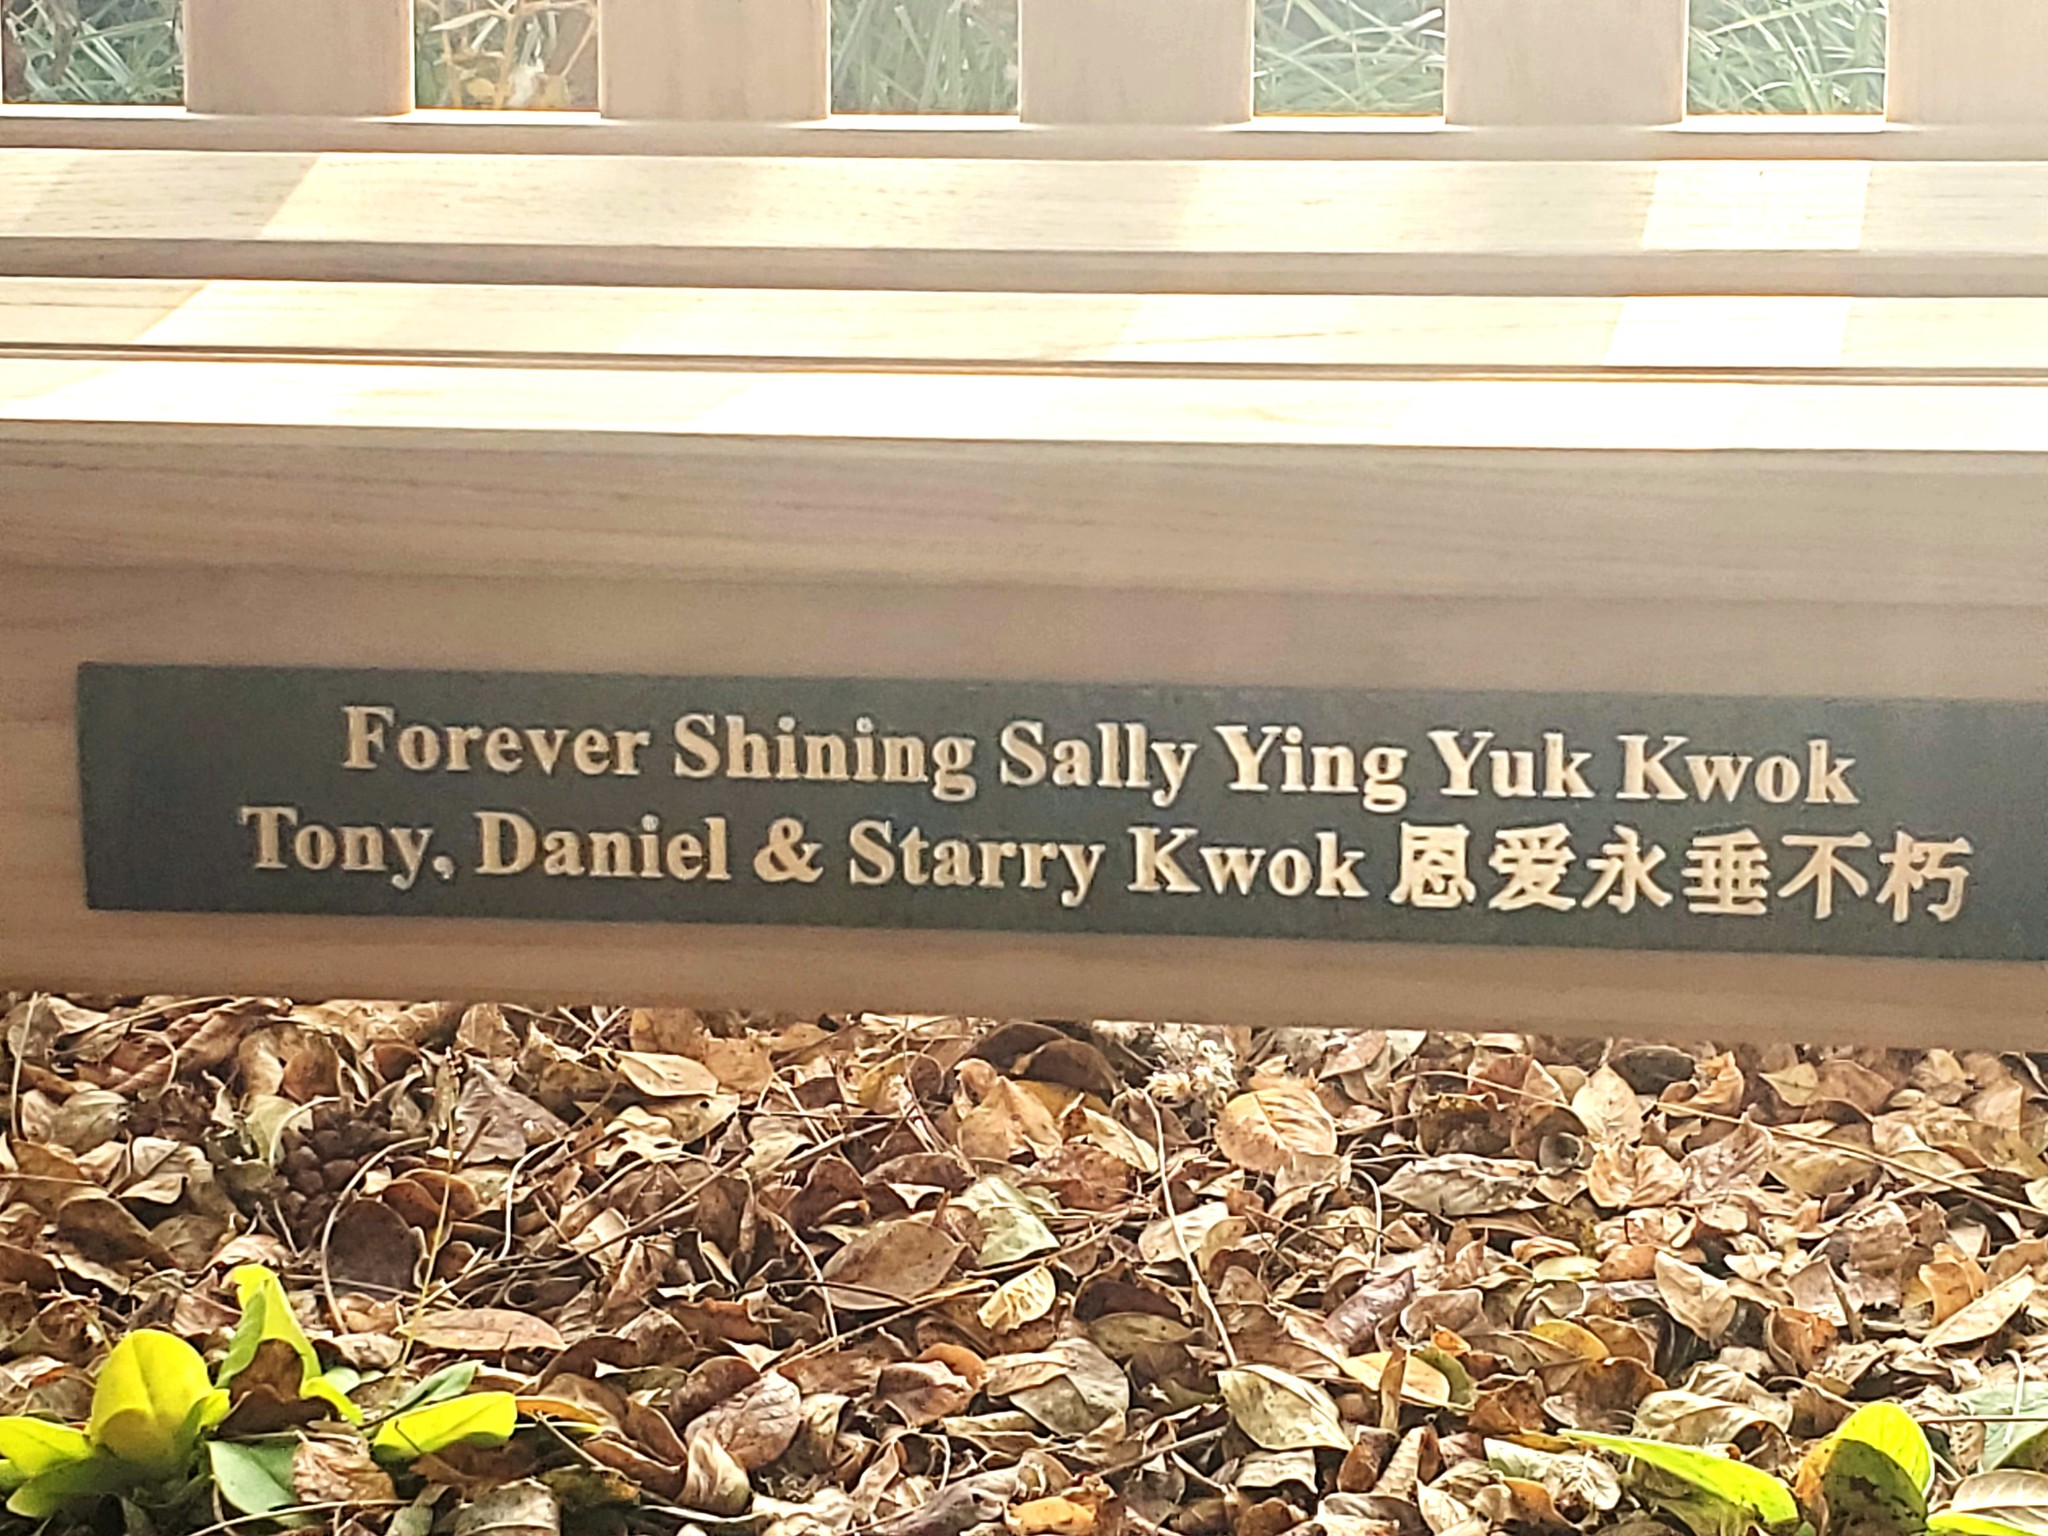 Forever Shining Sally Ying Yuk Kwok
Tony, Daniel & Starry Kwok 恩爱永垂不朽